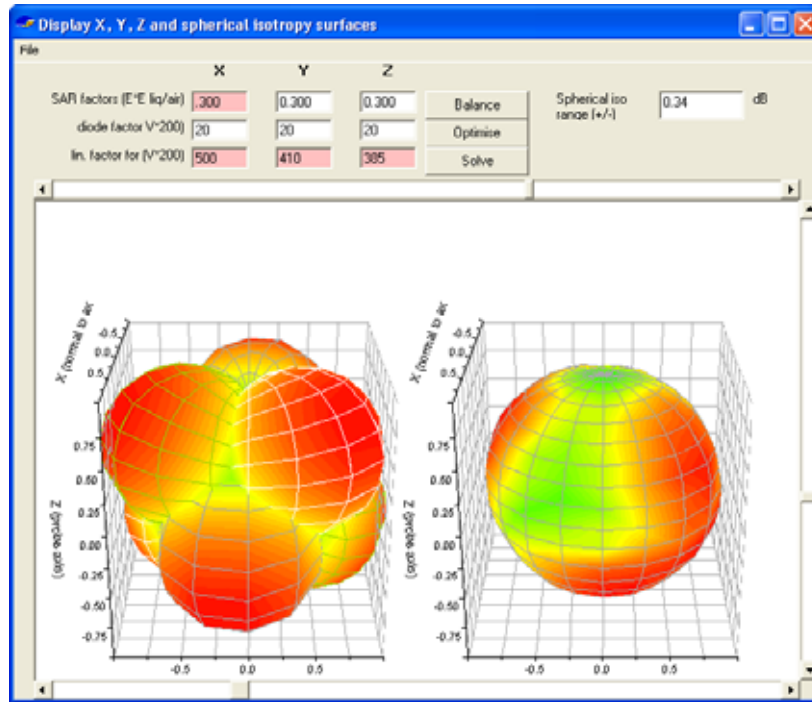 Display X, Y, Z and spherical isotropy surfaces
File
X Y Z
SAR factors (E*E liq/air) .300 0.300 0.300 Balance Spherical iso range (+/-) 0.34 dB
diode factor V*200) 20 20 20 Optimise
lin. factor for (V*200) 500 410 385 Solve
X (normal to ax
-0.5
0.0
0.5
0.75
0.50
0.25
0.00
-0.25
-0.50
-0.75
Z (probe axis)
-0.5 0.0 0.5
X (normal to ax
-0.5
0.0
0.5
0.75
0.50
0.25
0.00
-0.25
-0.50
-0.75
Z (probe axis)
-0.5 0.0 0.5